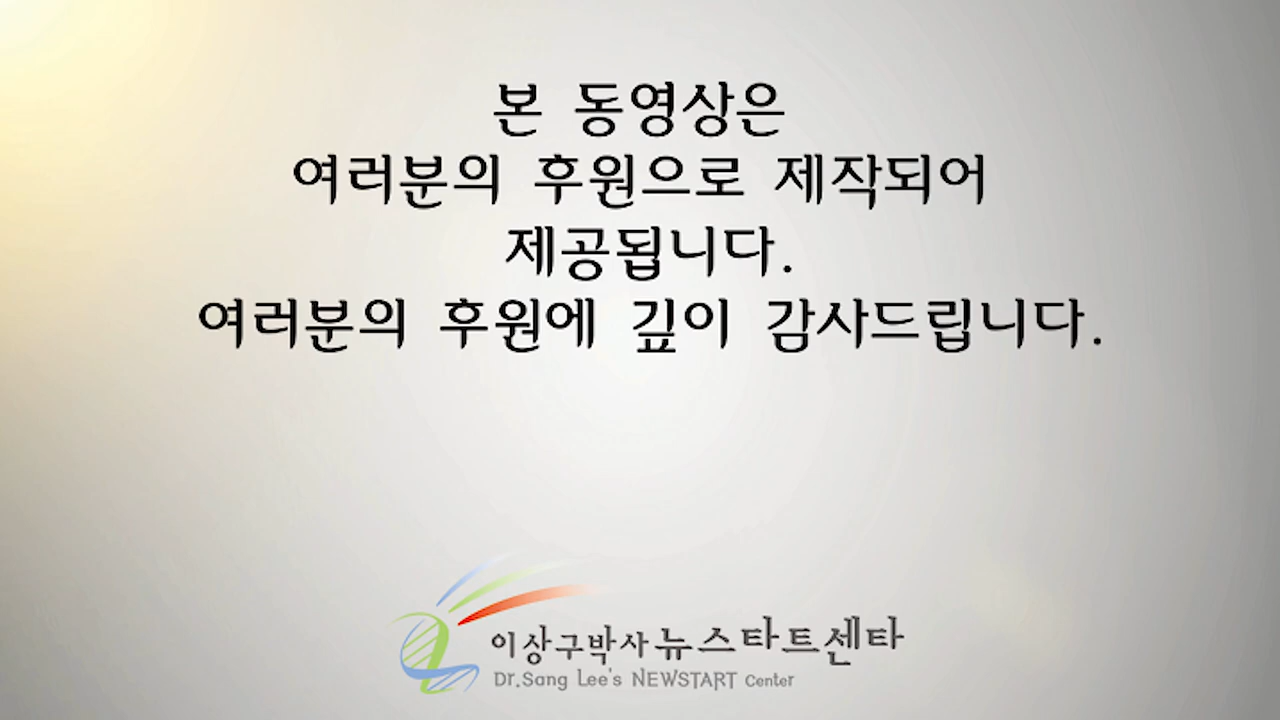 본 동영상은
여러분의 후원으로 제작되어
제공됩니다.
여러분의 후원에 깊이 감사드립니다.
이상구박사뉴스타트센타
Dr.Sang Lee's NEWSTART Center